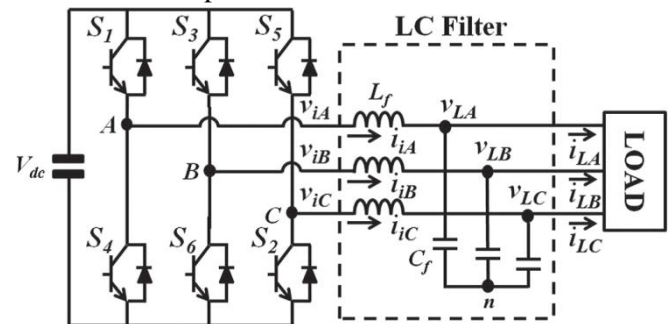 LC Filter
S1
S3
S5
Lf
viA
vLA
A
iiA
iLA
Vdc
viB
vLB
B
iiB
iLB
viC
vLC
C
iiC
iLC
LOAD
S4
S6
S2
Cf
n